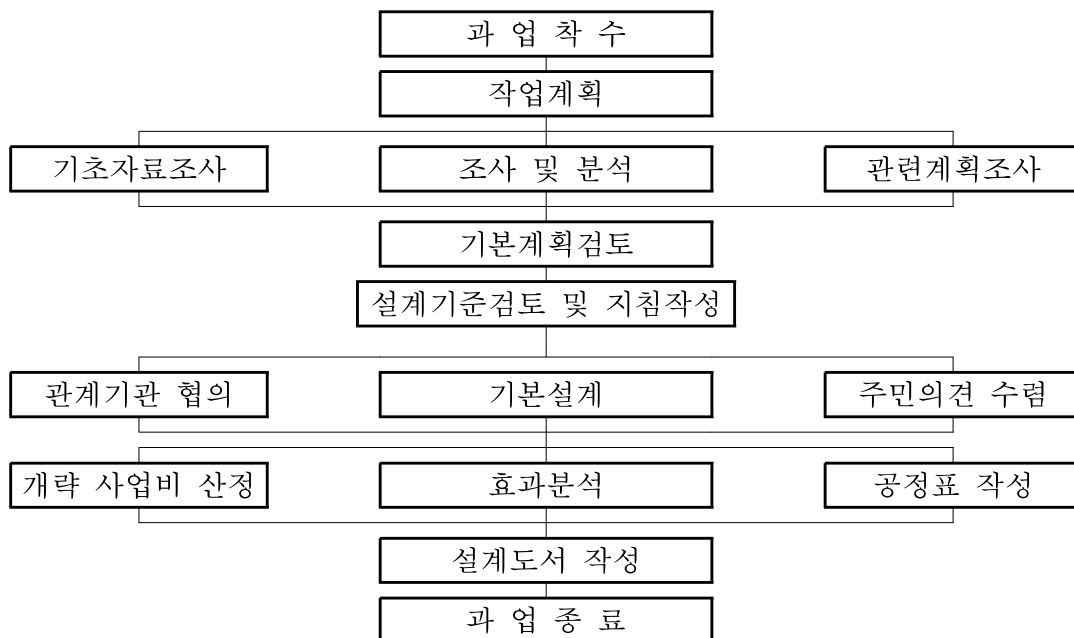 과 업 착 수
작업계획
기초자료조사
조사 및 분석
관련계획조사
기본계획검토
설계기준검토 및 지침작성
관계기관 협의
기본설계
주민의견 수렴
개략 사업비 산정
효과분석
공정표 작성
설계도서 작성
과 업 종 료